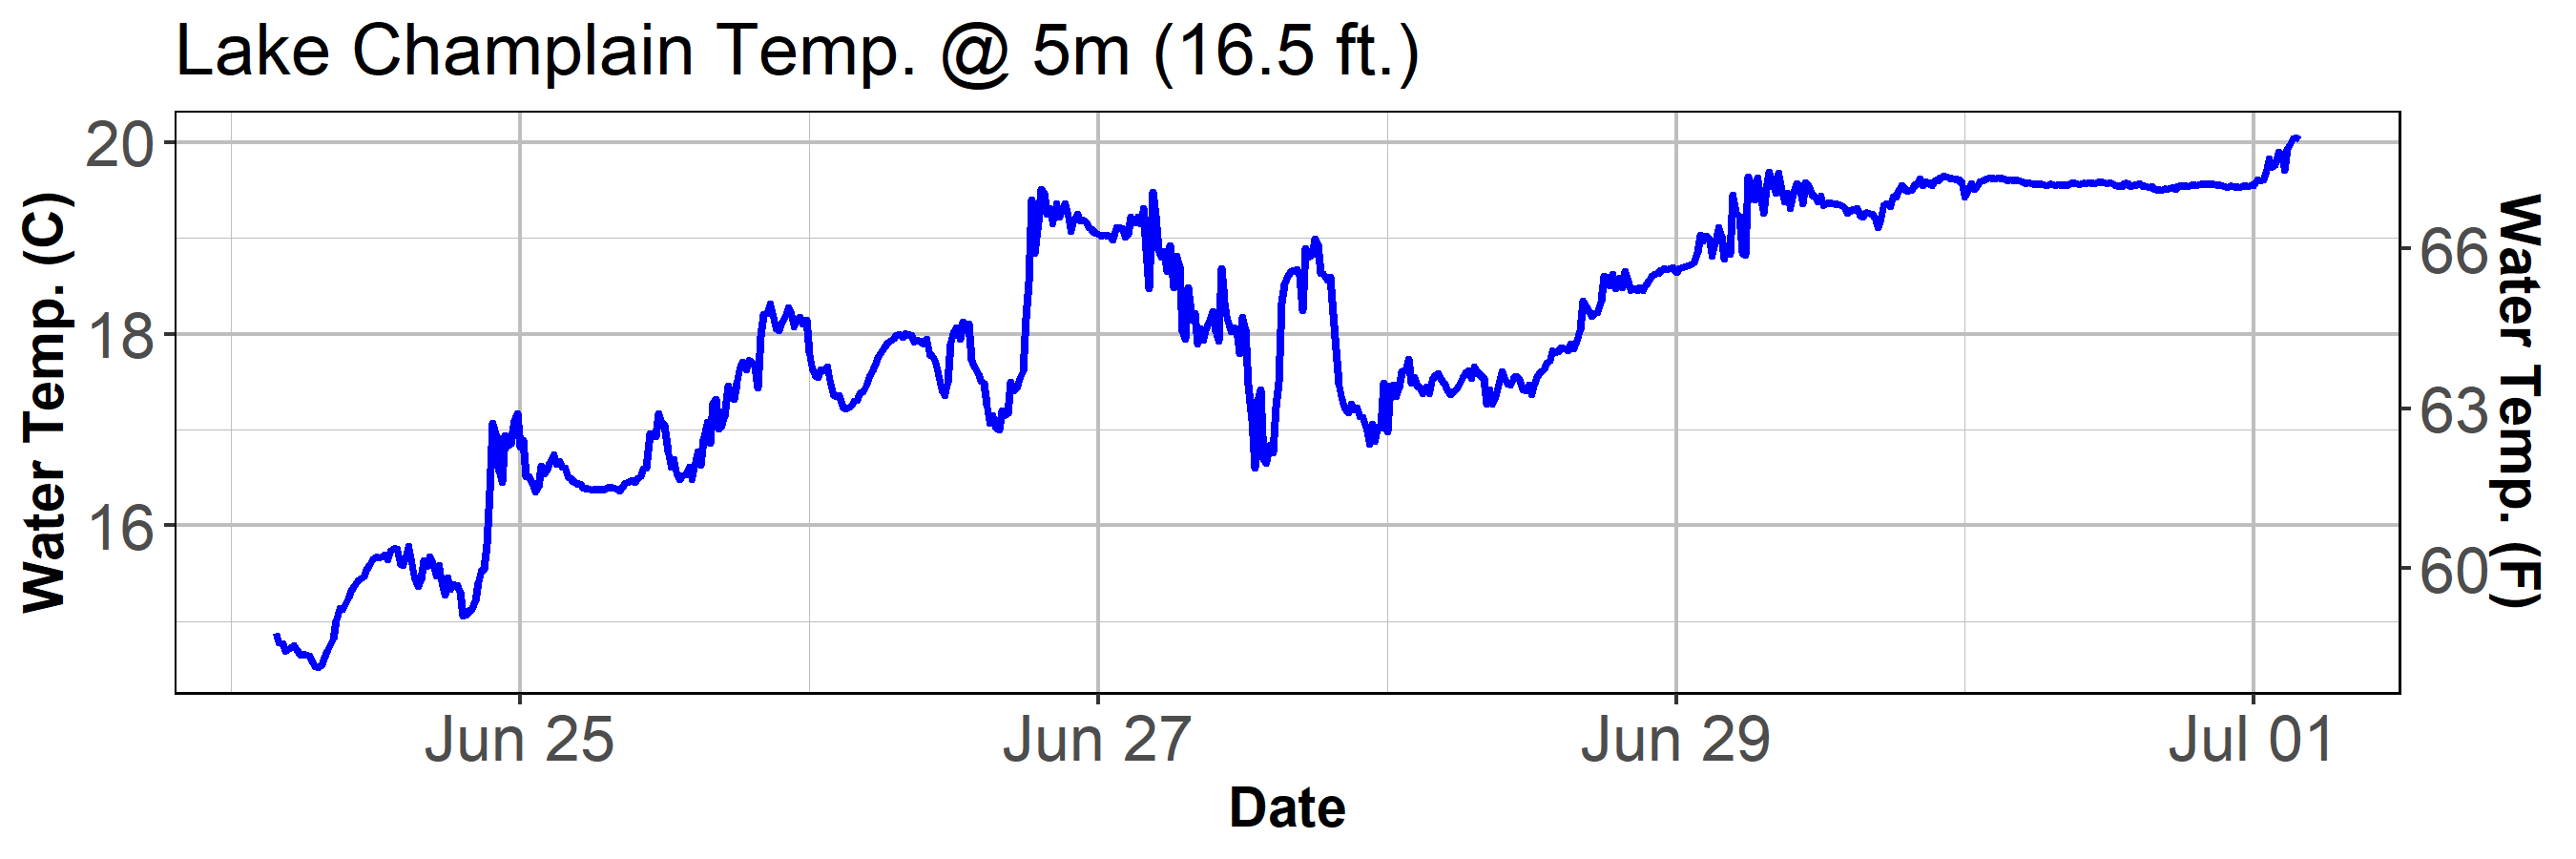 Lake Champlain Temp. @ 5m (16.5 ft.)
Water Temp. (C)
20
18
16
66
63
60
Water Temp. (F)
Jun 25
Jun 27
Jun 29
Jul 01
Date